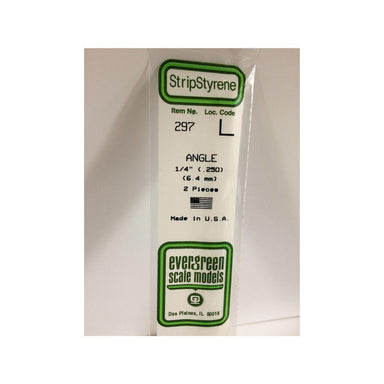 StripStyrene
Item No. Loc. Code
297 L
ANGLE
1/4" (.250)
(6.4 mm)
2 Pieces
Made in U.S.A.
evergreen
scale models
Des Plaines, IL 60018